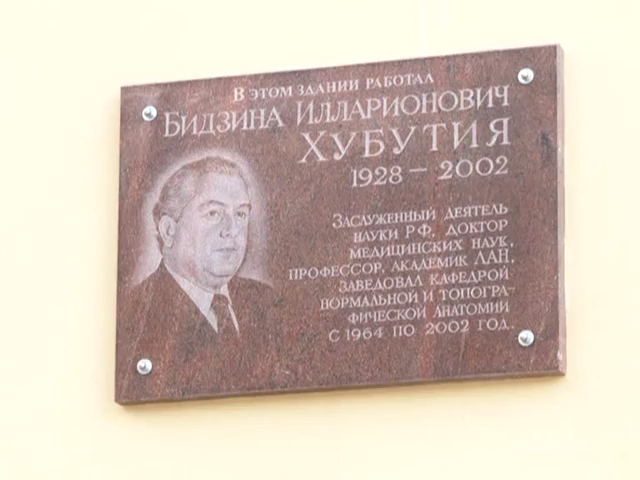 В ЭТОМ ЗДАНИИ РАБОТАЛ
БИДЗИНА ИЛЛАРИОНОВИЧ
ХУБУТИЯ
1928 – 2002
ЗАСЛУЖЕННЫЙ ДЕЯТЕЛЬ
НАУКИ РФ, ДОКТОР
МЕДИЦИНСКИХ НАУК,
ПРОФЕССОР, АКАДЕМИК ЛАН,
ЗАВЕДОВАЛ КАФЕДРОЙ
НОРМАЛЬНОЙ И ТОПОГРА-
ФИЧЕСКОЙ АНАТОМИИ
С 1964 ПО 2002 ГОД.